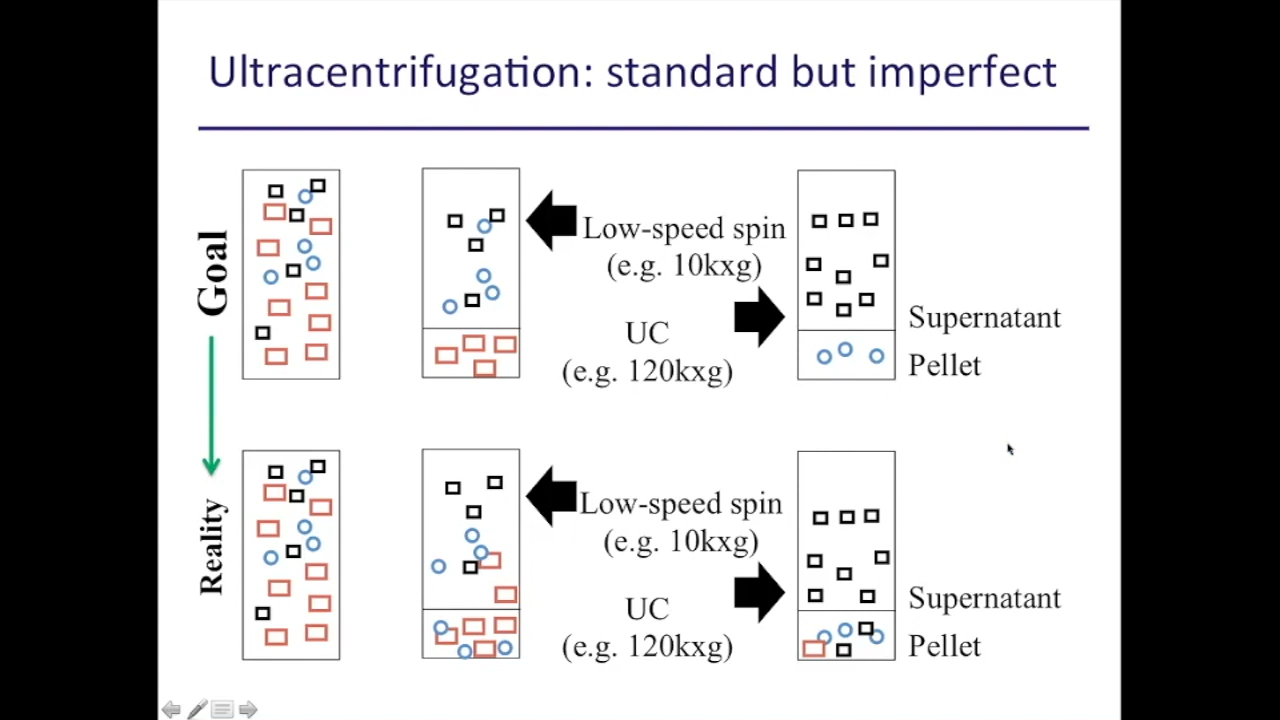 Ultracentrifugation: standard but imperfect
Goal
Low-speed spin
(e.g. 10kxg)
UC
(e.g. 120kxg)
Supernatant
Pellet
Reality
Low-speed spin
(e.g. 10kxg)
UC
(e.g. 120kxg)
Supernatant
Pellet